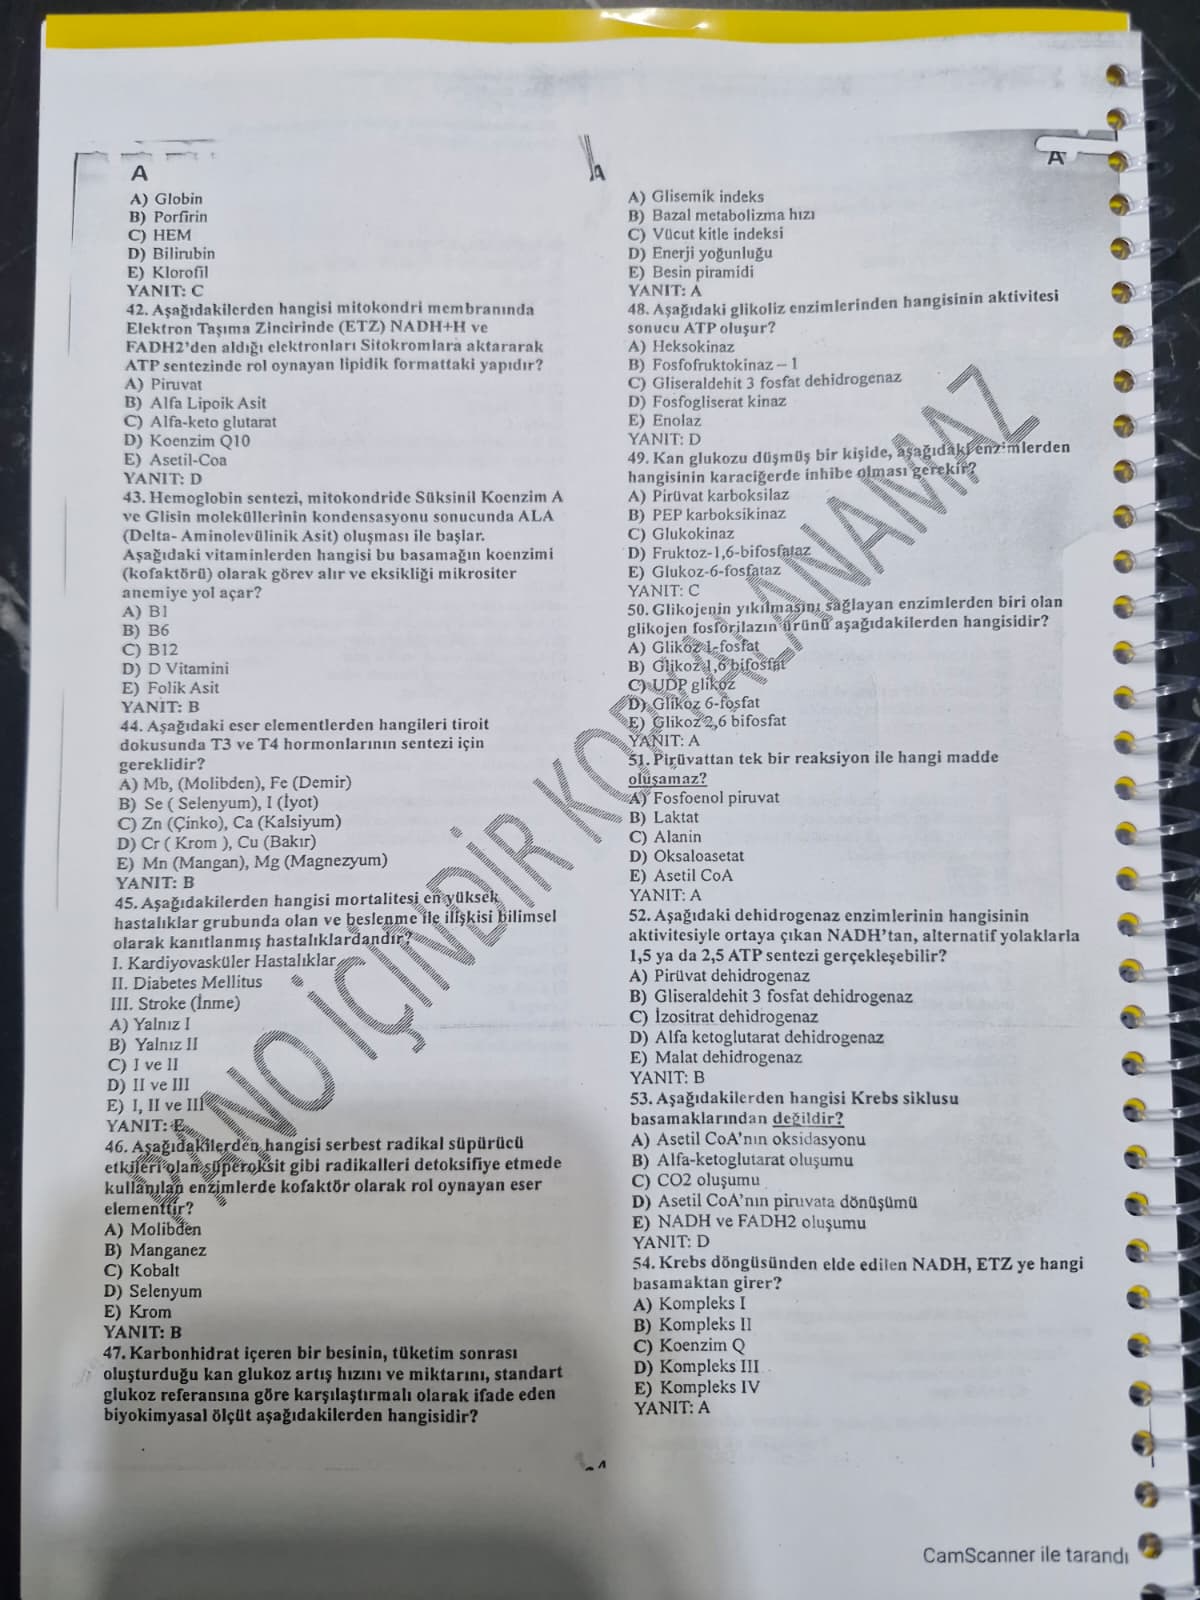 A
A) Globin
B) Porfirin
C) HEM
D) Bilirubin
E) Klorofil
YANIT: C
42. Aşağıdakilerden hangisi mitokondri membranında
Elektron Taşıma Zincirinde (ETZ) NADH+H ve
FADH2'den aldığı elektronları Sitokromlara aktararak
ATP sentezinde rol oynayan lipidik formattaki yapıdır?
A) Piruvat
B) Alfa Lipoik Asit
C) Alfa-keto glutarat
D) Koenzim Q10
E) Asetil-Coa
YANIT: D
43. Hemoglobin sentezi, mitokondride Süksinil Koenzim A
ve Glisin moleküllerinin kondensasyonu sonucunda ALA
(Delta- Aminolevülinik Asit) oluşması ile başlar.
Aşağıdaki vitaminlerden hangisi bu basamağın koenzimi
(kofaktörü) olarak görev alır ve eksikliği mikrositer
anemiye yol açar?
A) B1
B) B6
C) B12
D) D Vitamini
E) Folik Asit
YANIT: B
44. Aşağıdaki eser elementlerden hangileri tiroit
dokusunda T3 ve T4 hormonlarının sentezi için
gereklidir?
A) Mb, (Molibden), Fe (Demir)
B) Se ( Selenyum), I (İyot)
C) Zn (Çinko), Ca (Kalsiyum)
D) Cr ( Krom ), Cu (Bakır)
E) Mn (Mangan), Mg (Magnezyum)
YANIT: B
45. Aşağıdakilerden hangisi mortalitesi en yüksek
hastalıklar grubunda olan ve beslenme ile ilişkisi bilimsel
olarak kanıtlanmış hastalıklardandır?
I. Kardiyovasküler Hastalıklar
II. Diabetes Mellitus
III. Stroke (İnme)
A) Yalnız I
B) Yalnız II
C) I ve II
D) II ve III
E) I, II ve III
YANIT: E
46. Aşağıdakilerden hangisi serbest radikal süpürücü
etkileri olan süperoksit gibi radikalleri detoksifiye etmede
kullanılan enzimlerde kofaktör olarak rol oynayan eser
elementtir?
A) Molibden
B) Manganez
C) Kobalt
D) Selenyum
E) Krom
YANIT: B
47. Karbonhidrat içeren bir besinin, tüketim sonrası
oluşturduğu kan glukoz artış hızını ve miktarını, standart
glukoz referansına göre karşılaştırmalı olarak ifade eden
biyokimyasal ölçüt aşağıdakilerden hangisidir?
A
A
A) Glisemik indeks
B) Bazal metabolizma hızı
C) Vücut kitle indeksi
D) Enerji yoğunluğu
E) Besin piramidi
YANIT: A
48. Aşağıdaki glikoliz enzimlerinden hangisinin aktivitesi
sonucu ATP oluşur?
A) Heksokinaz
B) Fosfofruktokinaz – 1
C) Gliseraldehit 3 fosfat dehidrogenaz
D) Fosfogliserat kinaz
E) Enolaz
YANIT: D
49. Kan glukozu düşmüş bir kişide, aşağıdaki enzimlerden
hangisinin karaciğerde inhibe olması gerekir?
A) Pirüvat karboksilaz
B) PEP karboksikinaz
C) Glukokinaz
D) Fruktoz-1,6-bifosfataz
E) Glukoz-6-fosfataz
YANIT: C
50. Glikojenin yıkılmasını sağlayan enzimlerden biri olan
glikojen fosforilazın ürünü aşağıdakilerden hangisidir?
A) Glikoz 1-fosfat
B) Glikoz 1,6 bifosfat
C) UDP glikoz
D) Glikoz 6-fosfat
E) Glikoz 2,6 bifosfat
YANIT: A
51. Pirüvattan tek bir reaksiyon ile hangi madde
oluşamaz?
A) Fosfoenol piruvat
B) Laktat
C) Alanin
D) Oksaloasetat
E) Asetil CoA
YANIT: A
52. Aşağıdaki dehidrogenaz enzimlerinin hangisinin
aktivitesiyle ortaya çıkan NADH'tan, alternatif yolaklarla
1,5 ya da 2,5 ATP sentezi gerçekleşebilir?
A) Pirüvat dehidrogenaz
B) Gliseraldehit 3 fosfat dehidrogenaz
C) İzositrat dehidrogenaz
D) Alfa ketoglutarat dehidrogenaz
E) Malat dehidrogenaz
YANIT: B
53. Aşağıdakilerden hangisi Krebs siklusu
basamaklarından değildir?
A) Asetil CoA'nın oksidasyonu
B) Alfa-ketoglutarat oluşumu
C) CO2 oluşumu
D) Asetil CoA'nın piruvata dönüşümü
E) NADH ve FADH2 oluşumu
YANIT: D
54. Krebs döngüsünden elde edilen NADH, ETZ ye hangi
basamaktan girer?
A) Kompleks I
B) Kompleks II
C) Koenzim Q
D) Kompleks III
E) Kompleks IV
YANIT: A
PANO İÇİNDİR KOPYALANAMAZ
CamScanner ile tarandı